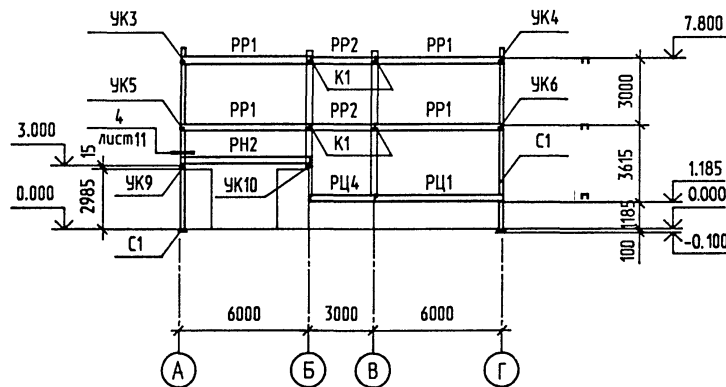 УК3
РР1
РР2
РР1
УК4
7.800
К1
3000
УК5
РР1
РР2
РР1
УК6
4
лист11
К1
3.000
15
РН2
3615
С1
УК9
УК10
РЦ4
РЦ1
1.185
2985
0.000
0.000
1185
С1
100
-0.100
6000
3000
6000
А
Б
В
Г